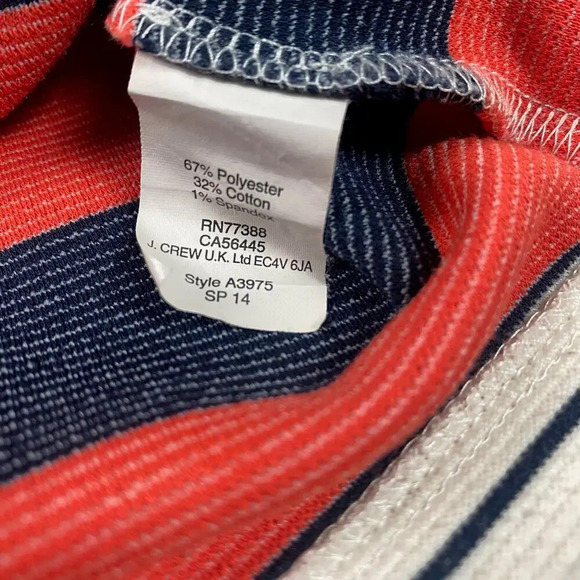 67% Polyester
32% Cotton
1% Spandex
RN77388
CA56445
J. CREW U.K. Ltd EC4V 6JA
Style A3975
SP 14